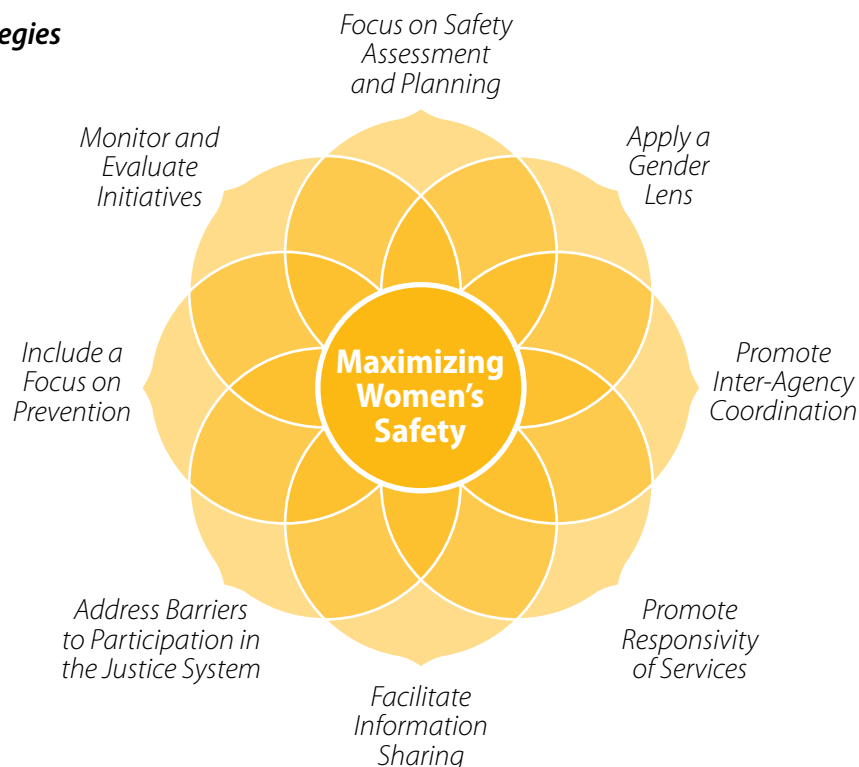 egies
Focus on Safety
Assessment
and Planning
Apply a
Gender
Lens
Promote
Inter-Agency
Coordination
Promote
Responsivity
of Services
Facilitate
Information
Sharing
Address Barriers
to Participation in
the Justice System
Include a
Focus on
Prevention
Monitor and
Evaluate
Initiatives
Maximizing
Women's
Safety